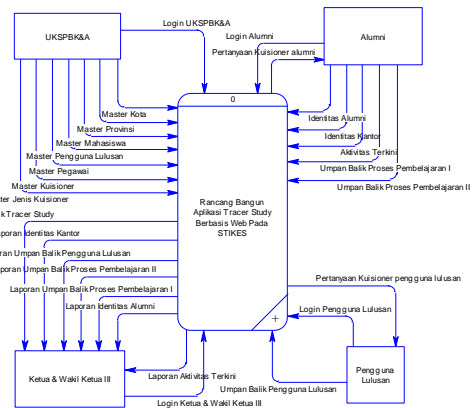 Login UKSPBK&A
UKSPBK&A
Login Alumni
Alumni
Pertanyaan Kuisioner alumni
0
Master Kota
Master Provinsi
Master Mahasiswa
Master Pengguna Lulusan
Master Pegawai
Master Kuisioner
Jenis Kuisioner
Identitas Alumni
Identitas Kantor
Aktivitas Terkini
Umpan Balik Proses Pembelajaran I
Umpan Balik Proses Pembelajaran II
Rancang Bangun
Aplikasi Tracer Study
Berbasis Web Pada
STIKES
Tracer Study
Identitas Kantor
Umpan Balik Pengguna Lulusan
Umpan Balik Proses Pembelajaran II
Laporan Umpan Balik Proses Pembelajaran I
Laporan Identitas Alumni
Pertanyaan Kuisioner pengguna lulusan
Login Pengguna Lulusan
+
Ketua & Wakil Ketua III
Laporan Aktivitas Terkini
Login Ketua & Wakil Ketua III
Umpan Balik Pengguna Lulusan
Pengguna
Lulusan